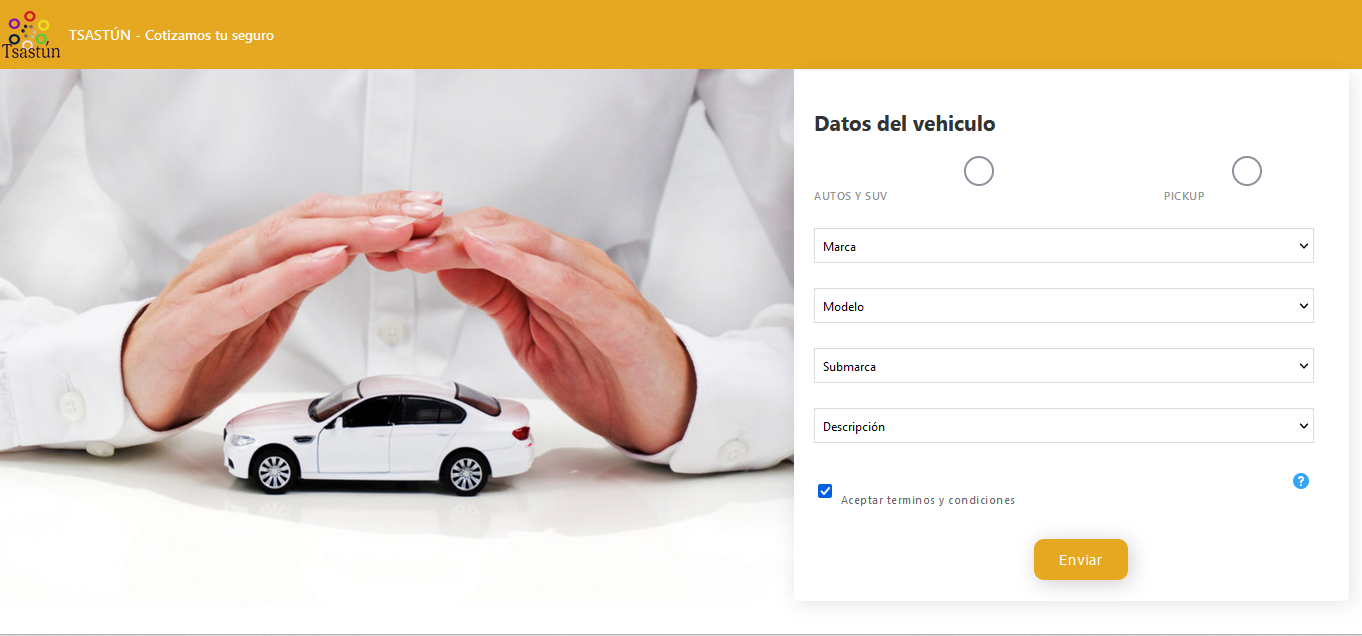 Tsastún
TSASTÚN - Cotizamos tu seguro
Datos del vehiculo
AUTOS Y SUV
PICKUP
Marca
Modelo
Submarca
Descripción
?
Aceptar terminos y condiciones
Enviar